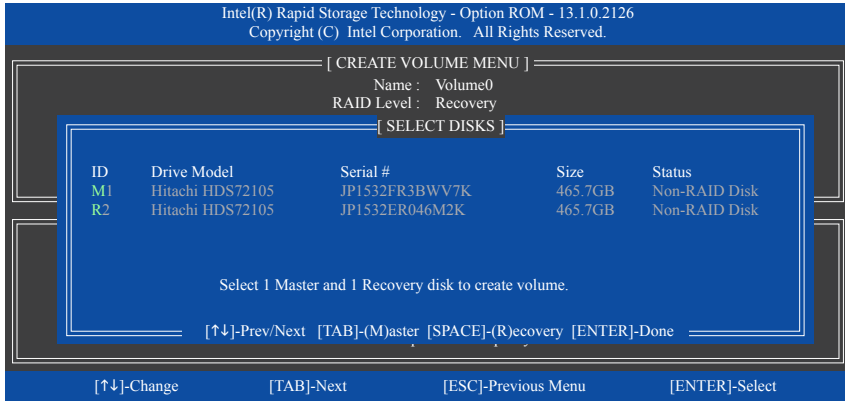 Intel(R) Rapid Storage Technology - Option ROM - 13.1.0.2126
Copyright (C) Intel Corporation. All Rights Reserved.
[ CREATE VOLUME MENU ]
Name : Volume0
RAID Level : Recovery
[ SELECT DISKS ]
ID Drive Model Serial # Size Status
M1 Hitachi HDS72105 JP1532FR3BWV7K 465.7GB Non-RAID Disk
R2 Hitachi HDS72105 JP1532ER046M2K 465.7GB Non-RAID Disk
Select 1 Master and 1 Recovery disk to create volume.
[↑↓]-Prev/Next [TAB]-(M)aster [SPACE]-(R)ecovery [ENTER]-Done
[↑↓]-Change [TAB]-Next [ESC]-Previous Menu [ENTER]-Select